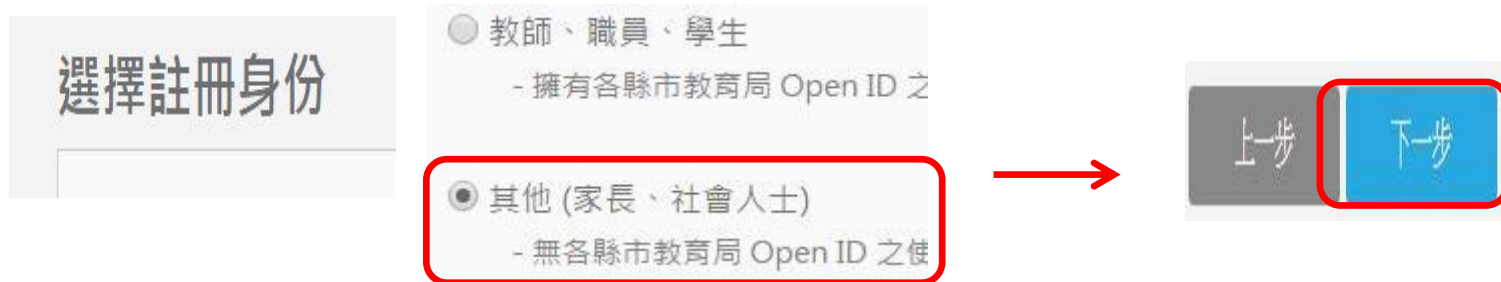 選擇註冊身份
教師、職員、學生
- 擁有各縣市教育局 Open ID 之
其他 (家長、社會人士)
- 無各縣市教育局 Open ID 之使
上一步
下一步